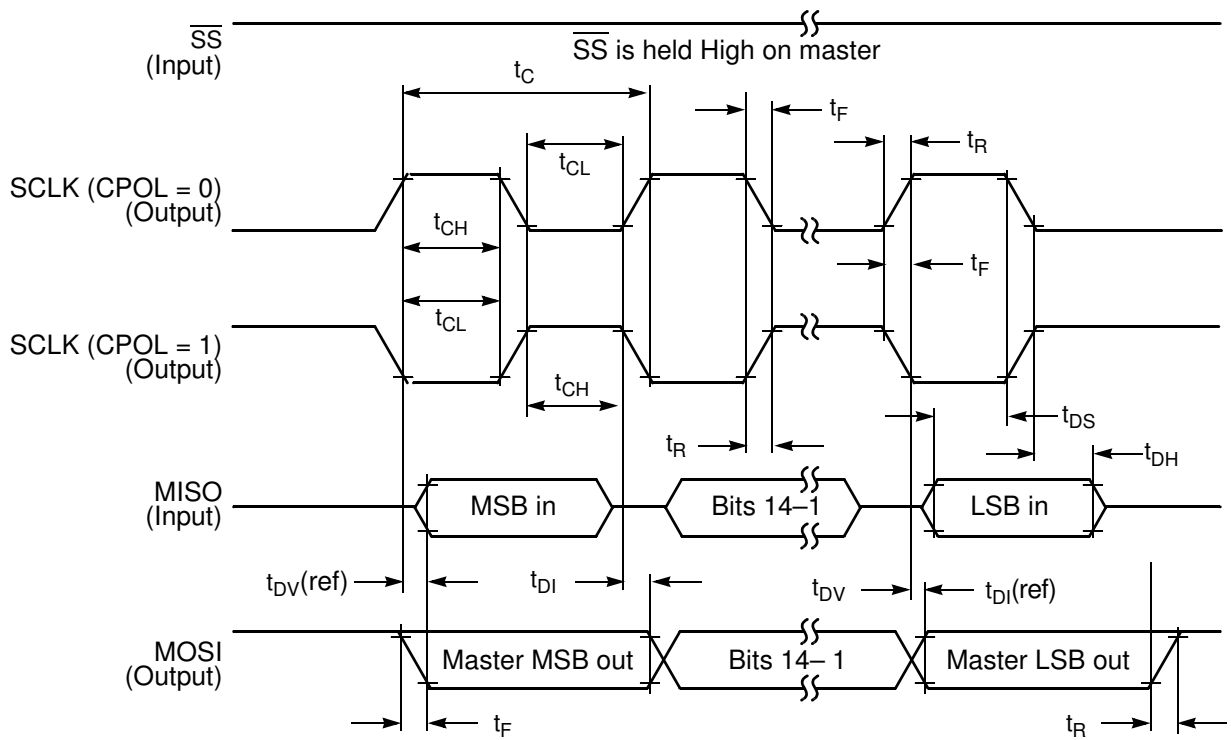 SS
(Input)
SS is held High on master
tC
tF
tR
tCL
SCLK (CPOL = 0)
(Output)
tCH
tF
tCL
SCLK (CPOL = 1)
(Output)
tCH
tDS
tR
tDH
MISO
(Input)
MSB in
Bits 14–1
LSB in
tDV(ref)
tDI
tDV
tDI(ref)
MOSI
(Output)
Master MSB out
Bits 14– 1
Master LSB out
tF
tR